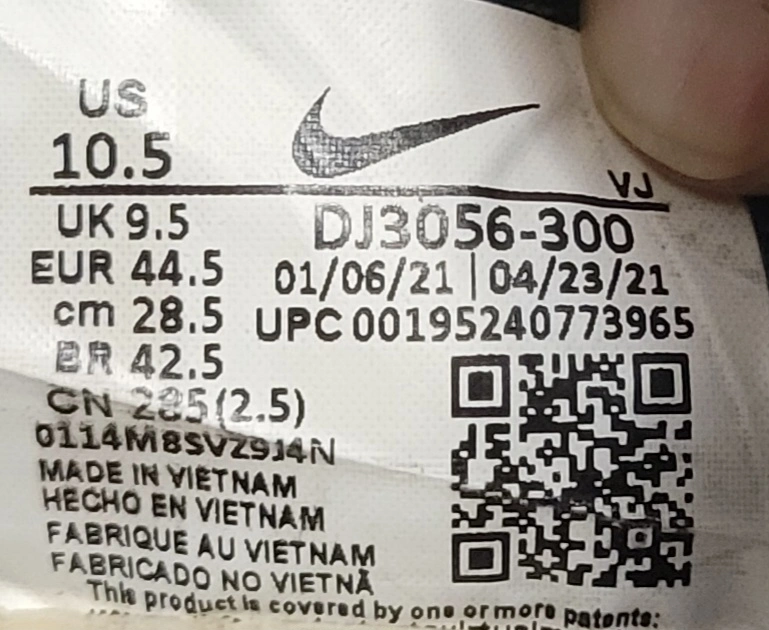 US
10.5
VJ
UK 9.5
DJ3056-300
EUR 44.5
01/06/21 | 04/23/21
cm 28.5
UPC 00195240773965
BR 42.5
CN 285(2.5)
0114M8SVZ9J4N
MADE IN VIETNAM
HECHO EN VIETNAM
FABRIQUE AU VIETNAM
FABRICADO NO VIETNÃ
This product is covered by one or more patents: